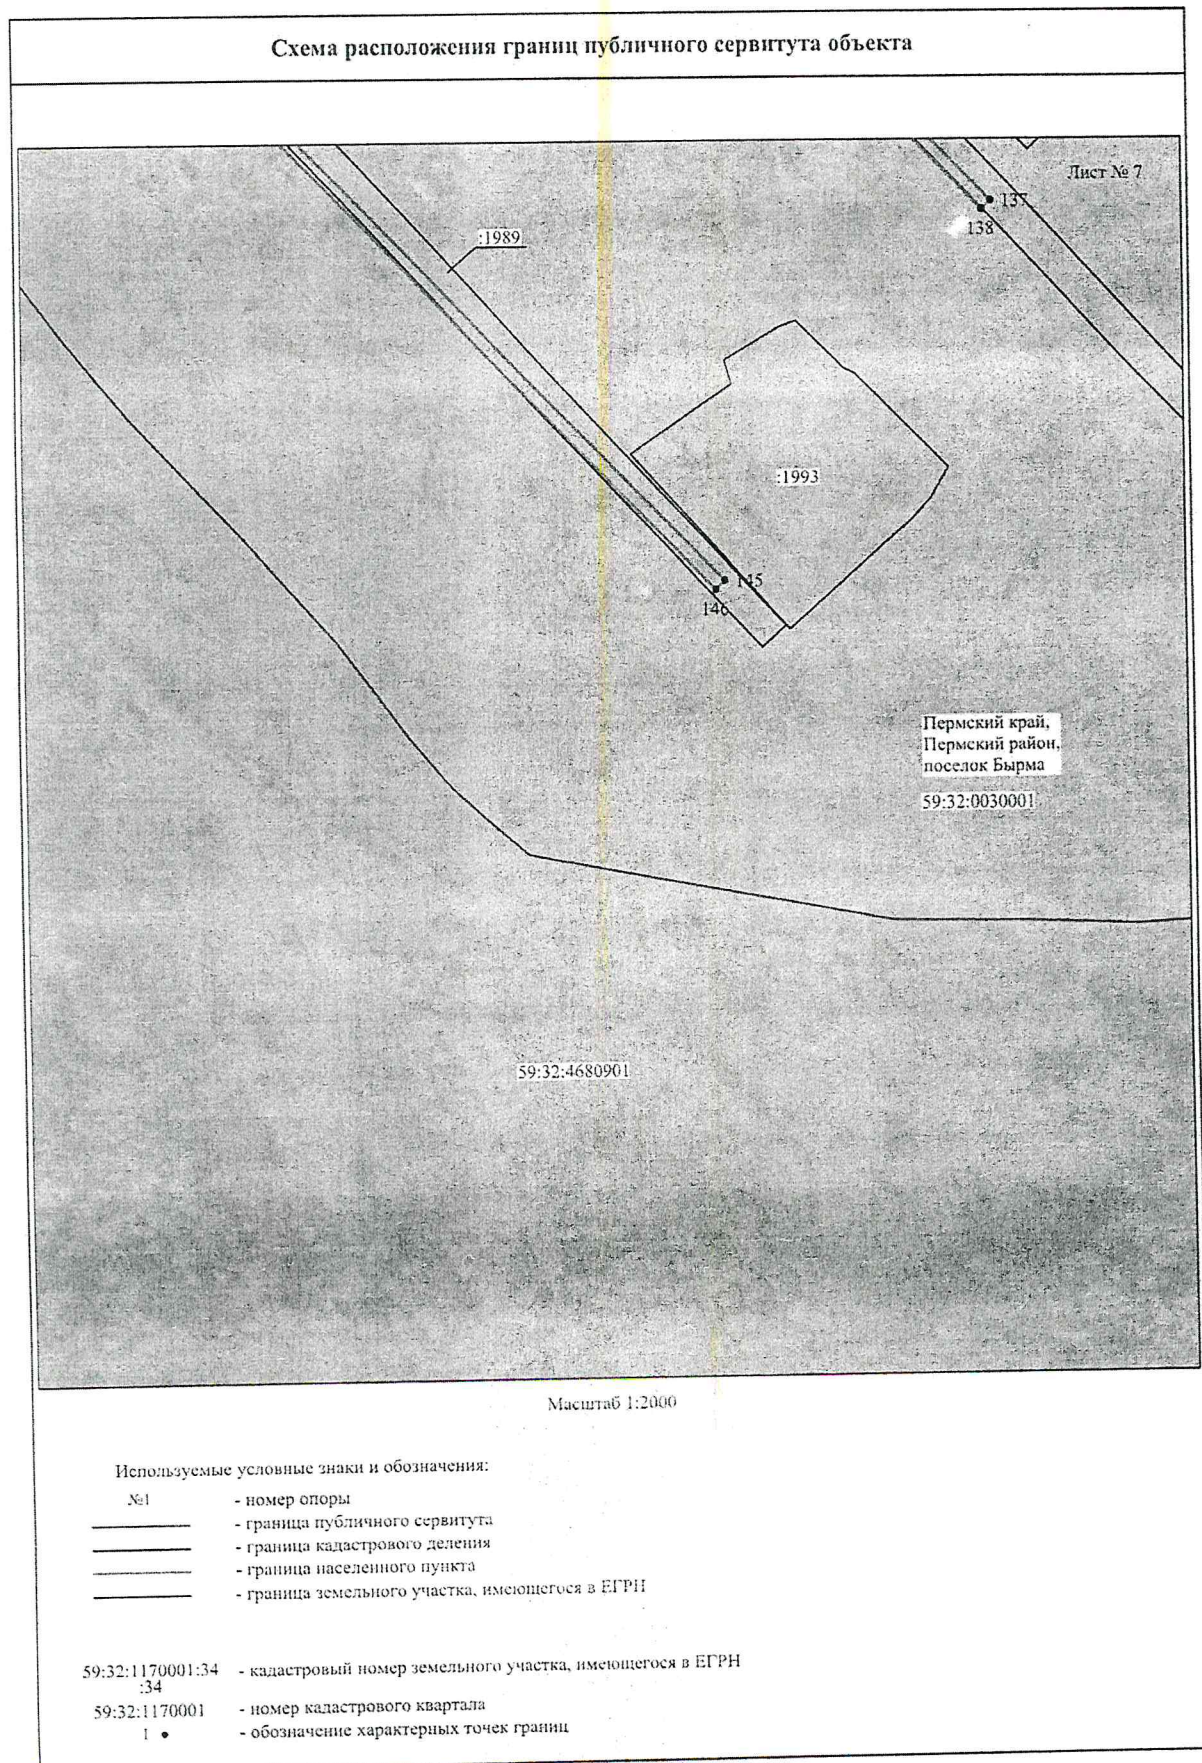 Схема расположения границ публичного сервитута объекта
Лист № 7
137
138
:1989
:1993
145
146
Пермский край,
Пермский район,
поселок Бырма
59:32:0030001
59:32:4680901
Масштаб 1:2000
Используемые условные знаки и обозначения:
№1 - номер опоры
- граница публичного сервитута
- граница кадастрового деления
- граница населенного пункта
- граница земельного участка, имеющегося в ЕГРН
59:32:1170001:34 - кадастровый номер земельного участка, имеющегося в ЕГРН
:34
59:32:1170001 - номер кадастрового квартала
1 • - обозначение характерных точек границ